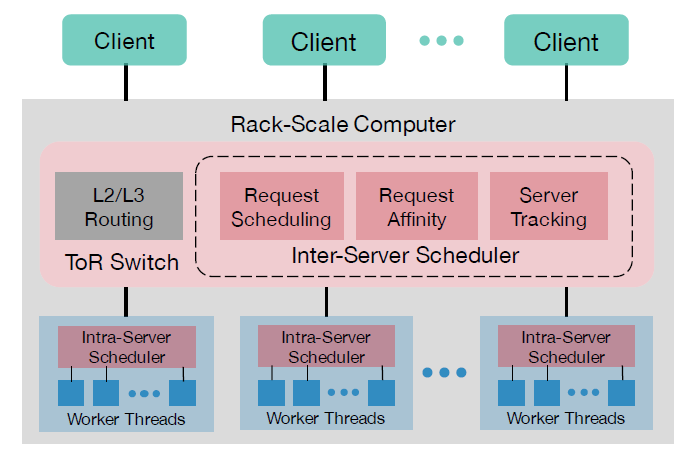 Client
Client
Client
Rack-Scale Computer
L2/L3
Routing
Request
Scheduling
Request
Affinity
Server
Tracking
ToR Switch
Inter-Server Scheduler
Intra-Server
Scheduler
Worker Threads
Intra-Server
Scheduler
Worker Threads
Intra-Server
Scheduler
Worker Threads